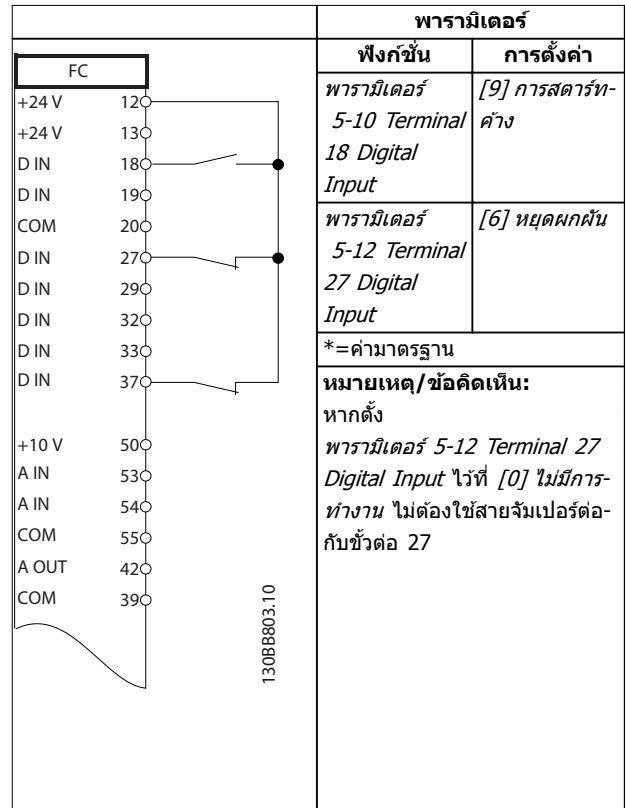 FC
+24 V 12
+24 V 13
D IN 18
D IN 19
COM 20
D IN 27
D IN 29
D IN 32
D IN 33
D IN 37
+10 V 50
A IN 53
A IN 54
COM 55
A OUT 42
COM 39
130BB803.10
พารามิเตอร์
ฟังก์ชั่น การตั้งค่า
พารามิเตอร์ [9] การสตาร์ท-
5-10 Terminal ค้าง
18 Digital
Input
พารามิเตอร์ [6] หยุดผกผัน
5-12 Terminal
27 Digital
Input
*=ค่ามาตรฐาน
หมายเหตุ/ข้อคิดเห็น:
หากตั้ง
พารามิเตอร์ 5-12 Terminal 27
Digital Input ไว้ที่ [0] ไม่มีการ-
ทำงาน ไม่ต้องใช้สายจัมเปอร์ต่อ-
กับขั้วต่อ 27